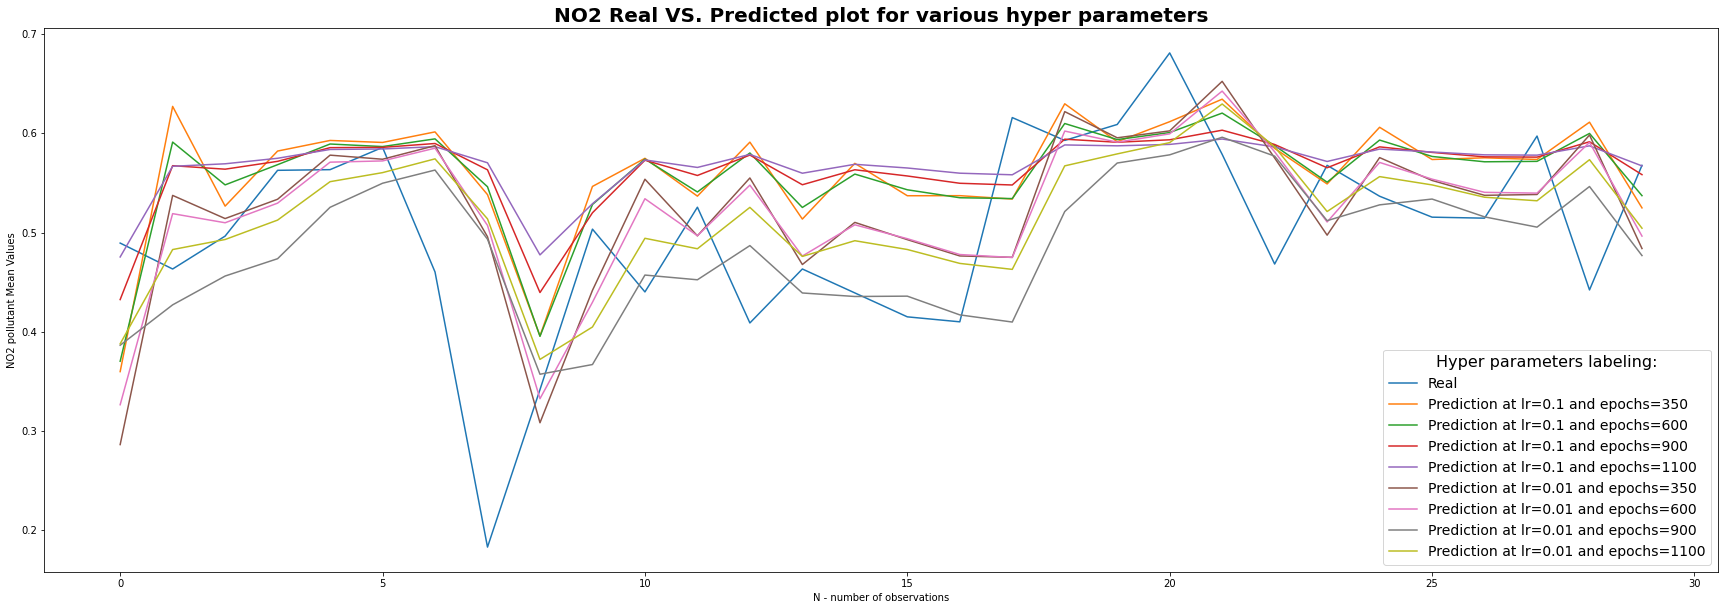 NO2 Real VS. Predicted plot for various hyper parameters
0.7
0.6
0.5
0.4
0.3
0.2
NO2 pollutant Mean Values
0 5 10 15 20 25 30
N - number of observations
Hyper parameters labeling:
Real
Prediction at lr=0.1 and epochs=350
Prediction at lr=0.1 and epochs=600
Prediction at lr=0.1 and epochs=900
Prediction at lr=0.1 and epochs=1100
Prediction at lr=0.01 and epochs=350
Prediction at lr=0.01 and epochs=600
Prediction at lr=0.01 and epochs=900
Prediction at lr=0.01 and epochs=1100